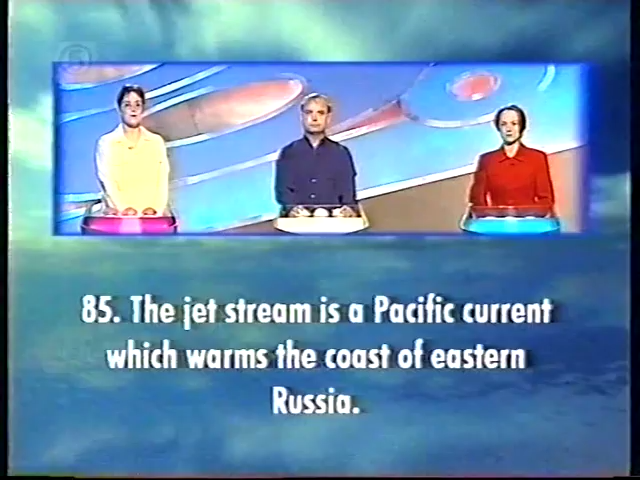 85. The jet stream is a Pacific current
which warms the coast of eastern
Russia.